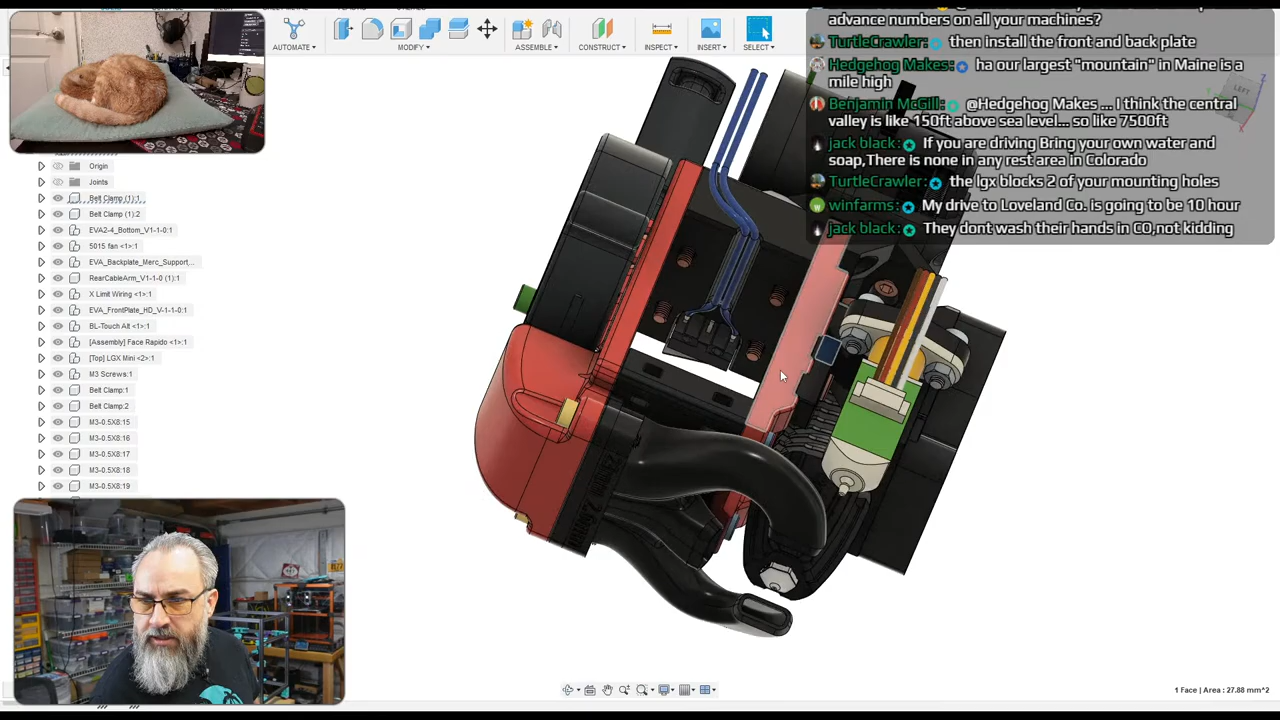 advance numbers on all your machines?
TurtleCrawler: then install the front and back plate
Hedgehog Makes: ha our largest "mountain" in Maine is a
mile high
Benjamin McGill: @Hedgehog Makes ... I think the central
valley is like 150ft above sea level... so like 7500ft
jack black: If you are driving Bring your own water and
soap,There is none in any rest area in Colorado
TurtleCrawler: the lgx blocks 2 of your mounting holes
winfarms: My drive to Loveland Co. is going to be 10 hour
jack black: They dont wash their hands in CO,not kidding
AUTOMATE
MODIFY
ASSEMBLE
CONSTRUCT
INSPECT
INSERT
SELECT
LEFT
Origin
Joints
Belt Clamp (1):1
Belt Clamp (1):2
EVA2-4_Bottom_V1-1-0:1
5015 fan <1>:1
EVA_Backplate_Merc_Support...
RearCableArm_V1-1-0 (1):1
X Limit Wiring <1>:1
EVA_FrontPlate_HD_V-1-1-0:1
BL-Touch Alt <1>:1
[Assembly] Face Rapido <1>:1
[Top] LGX Mini <2>:1
M3 Screws:1
Belt Clamp:1
Belt Clamp:2
M3-0.5X8:15
M3-0.5X8:16
M3-0.5X8:17
M3-0.5X8:18
M3-0.5X8:19
1 Face | Area : 27.88 mm^2